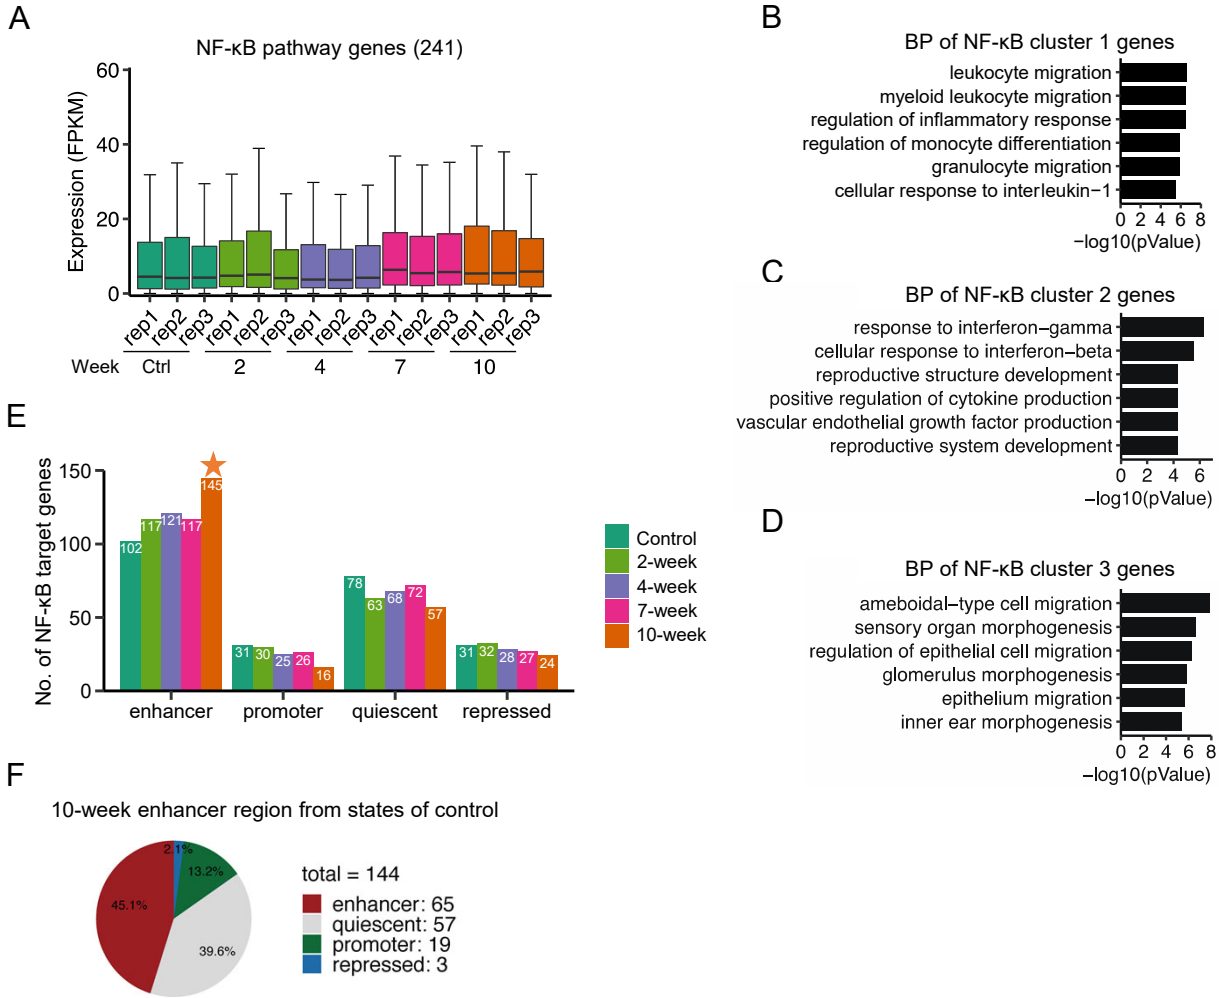 A
NF-κB pathway genes (241)
Expression (FPKM)
60
40
20
0
rep1 rep2 rep3 rep1 rep2 rep3 rep1 rep2 rep3 rep1 rep2 rep3 rep1 rep2 rep3
Week Ctrl 2 4 7 10
B
BP of NF-κB cluster 1 genes
leukocyte migration
myeloid leukocyte migration
regulation of inflammatory response
regulation of monocyte differentiation
granulocyte migration
cellular response to interleukin−1
0 2 4 6 8
−log10(pValue)
C
BP of NF-κB cluster 2 genes
response to interferon−gamma
cellular response to interferon−beta
reproductive structure development
positive regulation of cytokine production
vascular endothelial growth factor production
reproductive system development
0 2 4 6
−log10(pValue)
D
BP of NF-κB cluster 3 genes
ameboidal−type cell migration
sensory organ morphogenesis
regulation of epithelial cell migration
glomerulus morphogenesis
epithelium migration
inner ear morphogenesis
0 2 4 6 8
−log10(pValue)
E
No. of NF-κB target genes
150
100
50
0
102 117 121 117 145
31 30 25 26 16
78 63 68 72 57
31 32 28 27 24
enhancer promoter quiescent repressed
Control
2-week
4-week
7-week
10-week
F
10-week enhancer region from states of control
2.1%
13.2%
45.1%
39.6%
total = 144
enhancer: 65
quiescent: 57
promoter: 19
repressed: 3